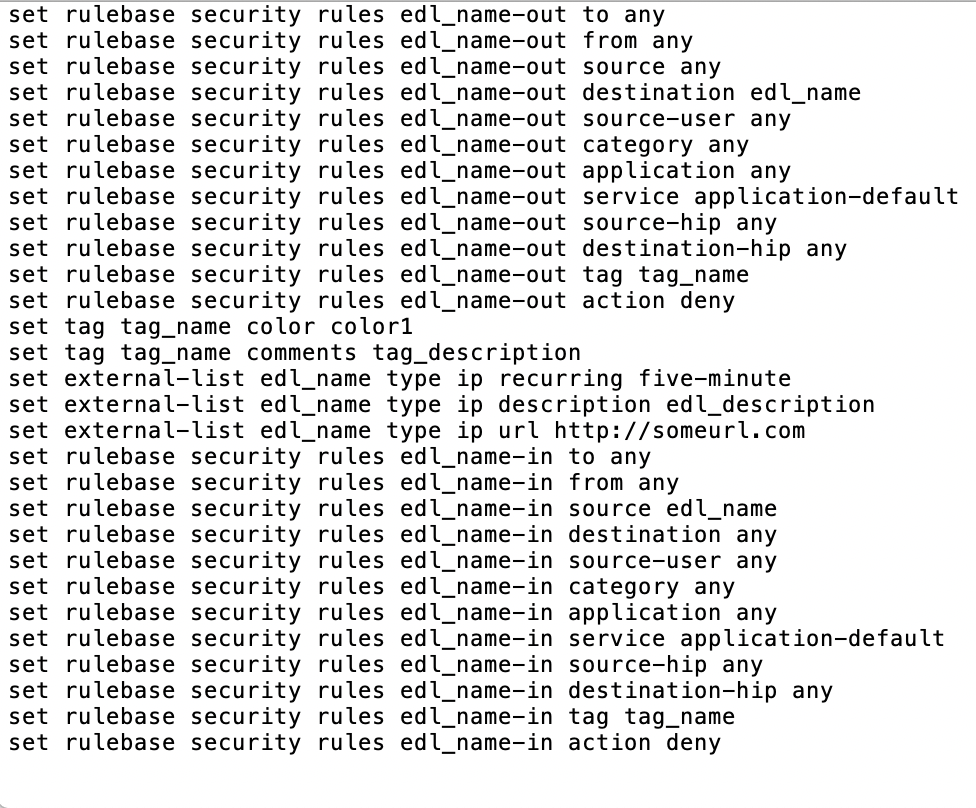 set rulebase security rules edl_name-out to any
set rulebase security rules edl_name-out from any
set rulebase security rules edl_name-out source any
set rulebase security rules edl_name-out destination edl_name
set rulebase security rules edl_name-out source-user any
set rulebase security rules edl_name-out category any
set rulebase security rules edl_name-out application any
set rulebase security rules edl_name-out service application-default
set rulebase security rules edl_name-out source-hip any
set rulebase security rules edl_name-out destination-hip any
set rulebase security rules edl_name-out tag tag_name
set rulebase security rules edl_name-out action deny
set tag tag_name color color1
set tag tag_name comments tag_description
set external-list edl_name type ip recurring five-minute
set external-list edl_name type ip description edl_description
set external-list edl_name type ip url http://someurl.com
set rulebase security rules edl_name-in to any
set rulebase security rules edl_name-in from any
set rulebase security rules edl_name-in source edl_name
set rulebase security rules edl_name-in destination any
set rulebase security rules edl_name-in source-user any
set rulebase security rules edl_name-in category any
set rulebase security rules edl_name-in application any
set rulebase security rules edl_name-in service application-default
set rulebase security rules edl_name-in source-hip any
set rulebase security rules edl_name-in destination-hip any
set rulebase security rules edl_name-in tag tag_name
set rulebase security rules edl_name-in action deny